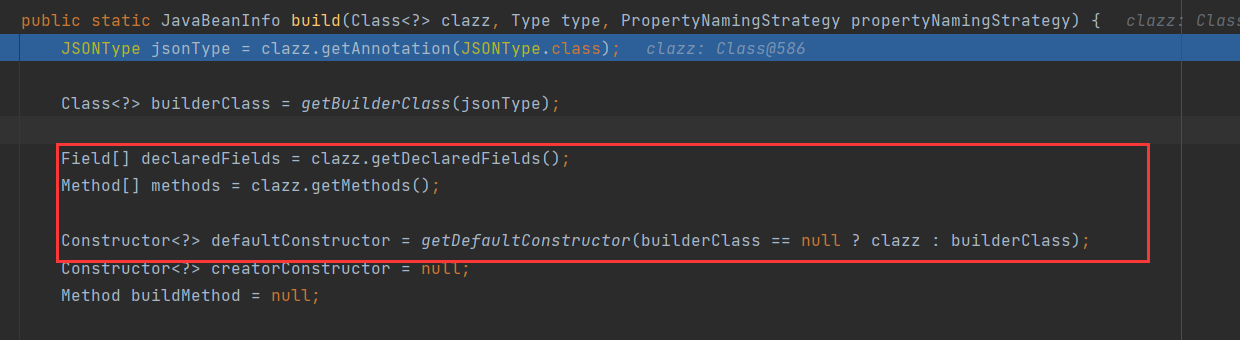 public static JavaBeanInfo build(Class<?> clazz, Type type, PropertyNamingStrategy propertyNamingStrategy) { clazz: Class
JSONType jsonType = clazz.getAnnotation(JSONType.class); clazz: Class@586
Class<?> builderClass = getBuilderClass(jsonType);
Field[] declaredFields = clazz.getDeclaredFields();
Method[] methods = clazz.getMethods();
Constructor<?> defaultConstructor = getDefaultConstructor(builderClass == null ? clazz : builderClass);
Constructor<?> creatorConstructor = null;
Method buildMethod = null;